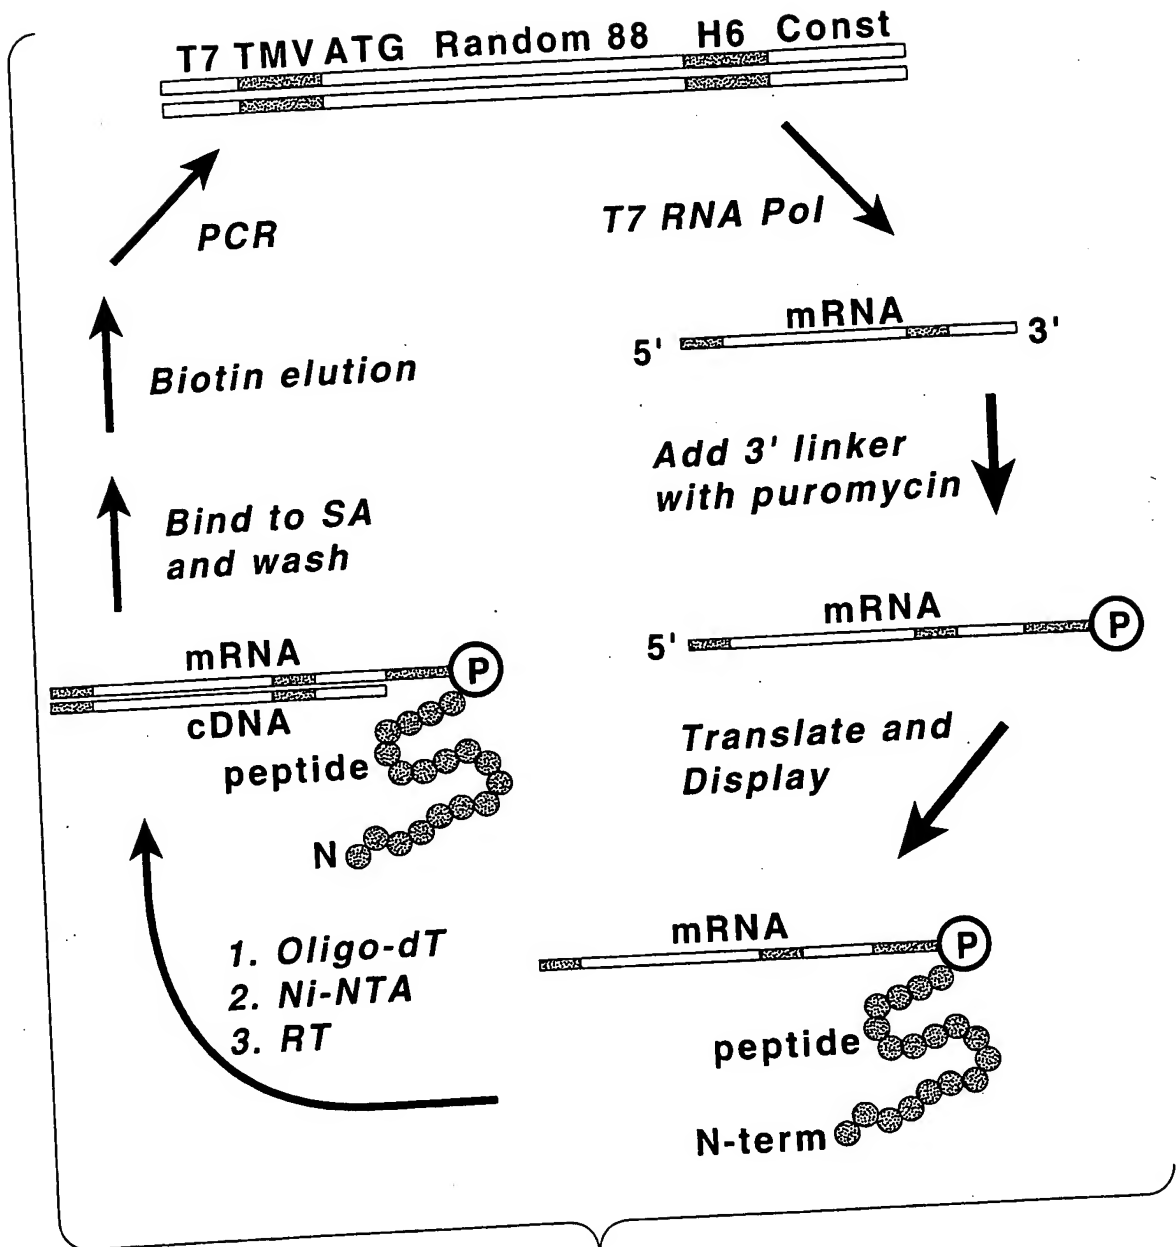 T7 TMV ATG Random 88 H6 Const
PCR
T7 RNA Pol
mRNA
5' 3'
Biotin elution
Add 3' linker
with puromycin
Bind to SA
and wash
mRNA
5' P
mRNA
P
cDNA
peptide
N
Translate and
Display
1. Oligo-dT
2. Ni-NTA
3. RT
mRNA
P
peptide
N-term